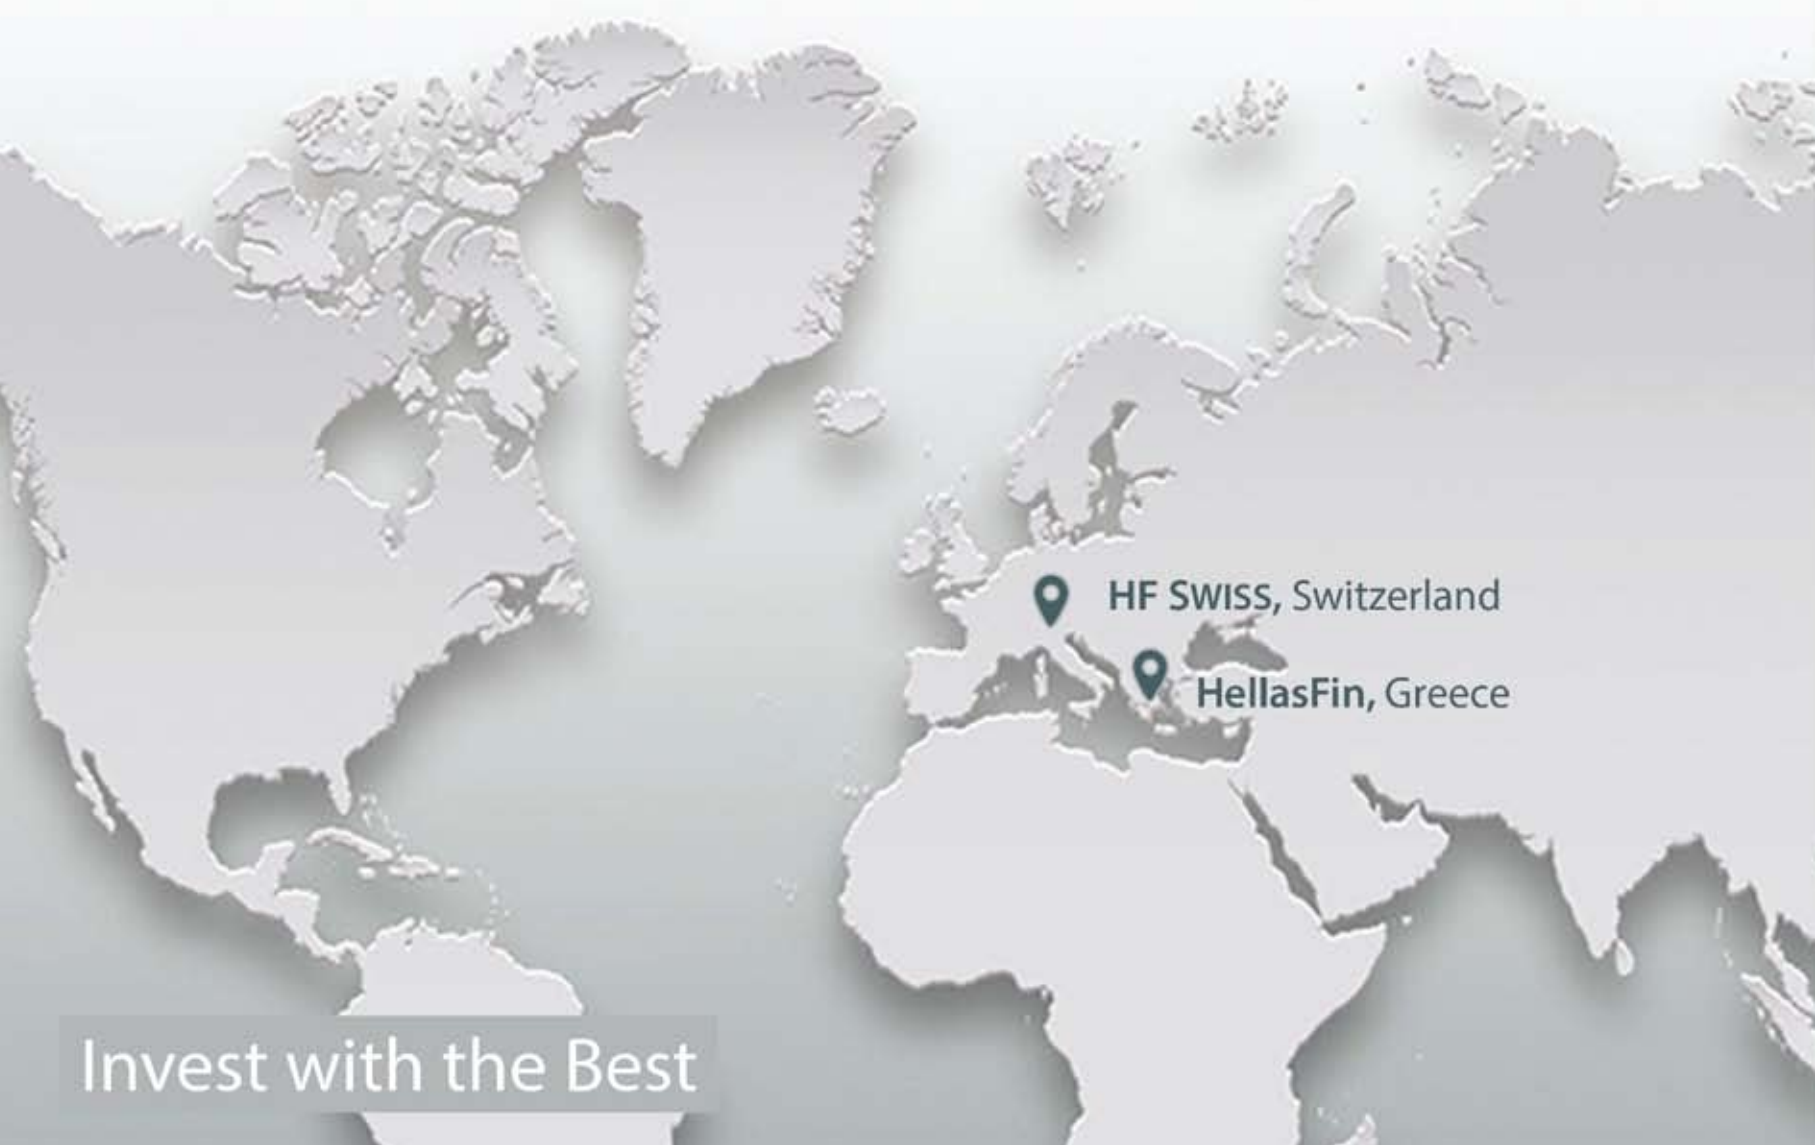 HF Swiss, Switzerland
HellasFin, Greece
Invest with the Best